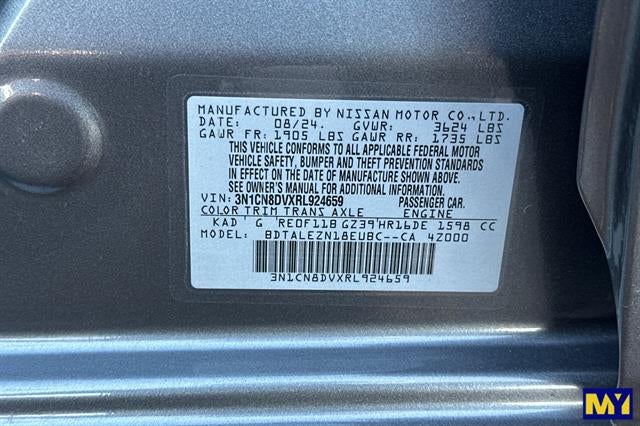 MANUFACTURED BY NISSAN MOTOR CO., LTD.
DATE: 08/24. GVWR: 3624 LBS
GAWR FR: 1905 LBS GAWR RR: 1735 LBS
THIS VEHICLE CONFORMS TO ALL APPLICABLE FEDERAL MOTOR
VEHICLE SAFETY, BUMPER AND THEFT PREVENTION STANDARDS
IN EFFECT ON THE DATE OF MANUFACTURE SHOWN ABOVE.
SEE OWNER'S MANUAL FOR ADDITIONAL INFORMATION.
VIN: 3N1CN8DVXRL924659 PASSENGER CAR.
COLOR TRIM TRANS AXLE ENGINE
KAD G RE0F11B GZ39 HR16DE 1598 CC
MODEL: BDTALEZN18EUBC--CA 4Z000
3N1CN8DVXRL924659
MY